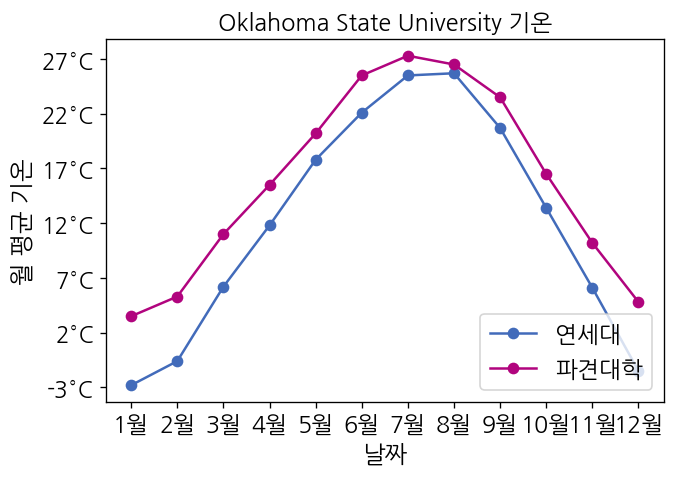 Oklahoma State University 기온
월 평균 기온
27°C
22°C
17°C
12°C
7°C
2°C
-3°C
연세대
파견대학
1월 2월 3월 4월 5월 6월 7월 8월 9월 10월 11월 12월
날짜